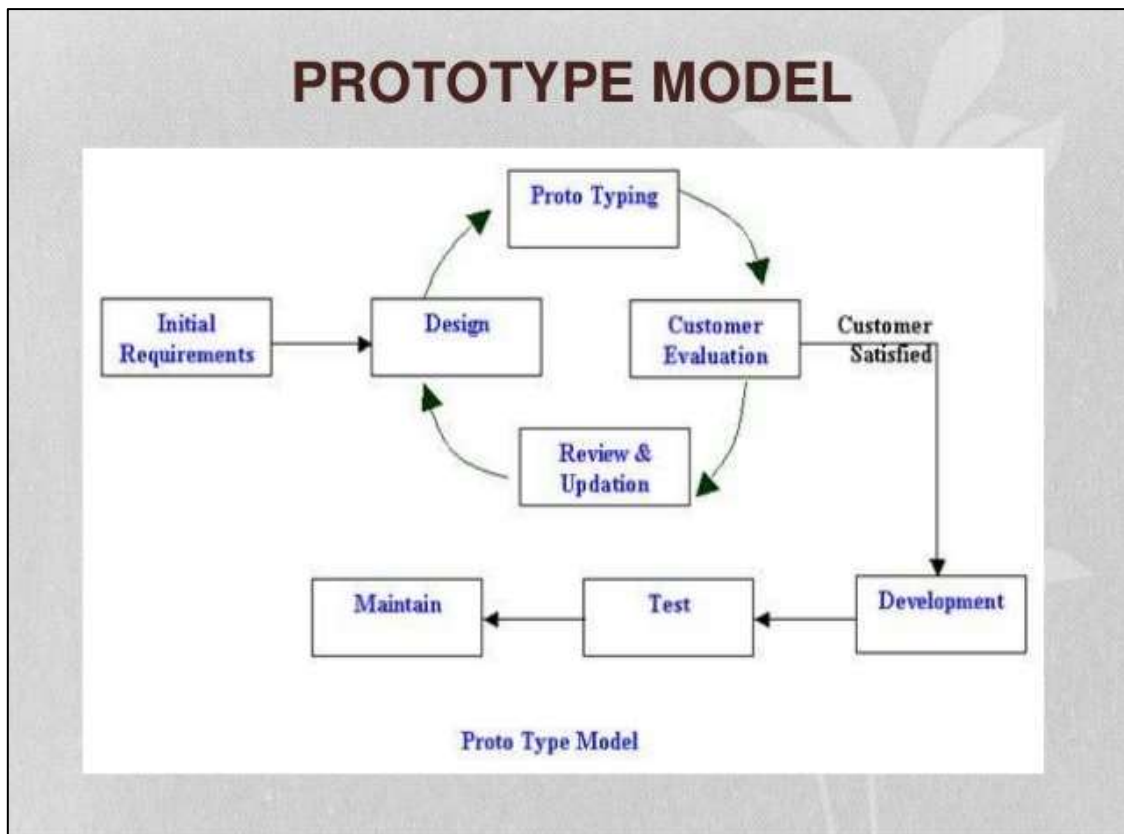 PROTOTYPE MODEL
Proto Typing
Initial
Requirements
Design
Customer
Evaluation
Customer
Satisfied
Review &
Updation
Maintain
Test
Development
Proto Type Model